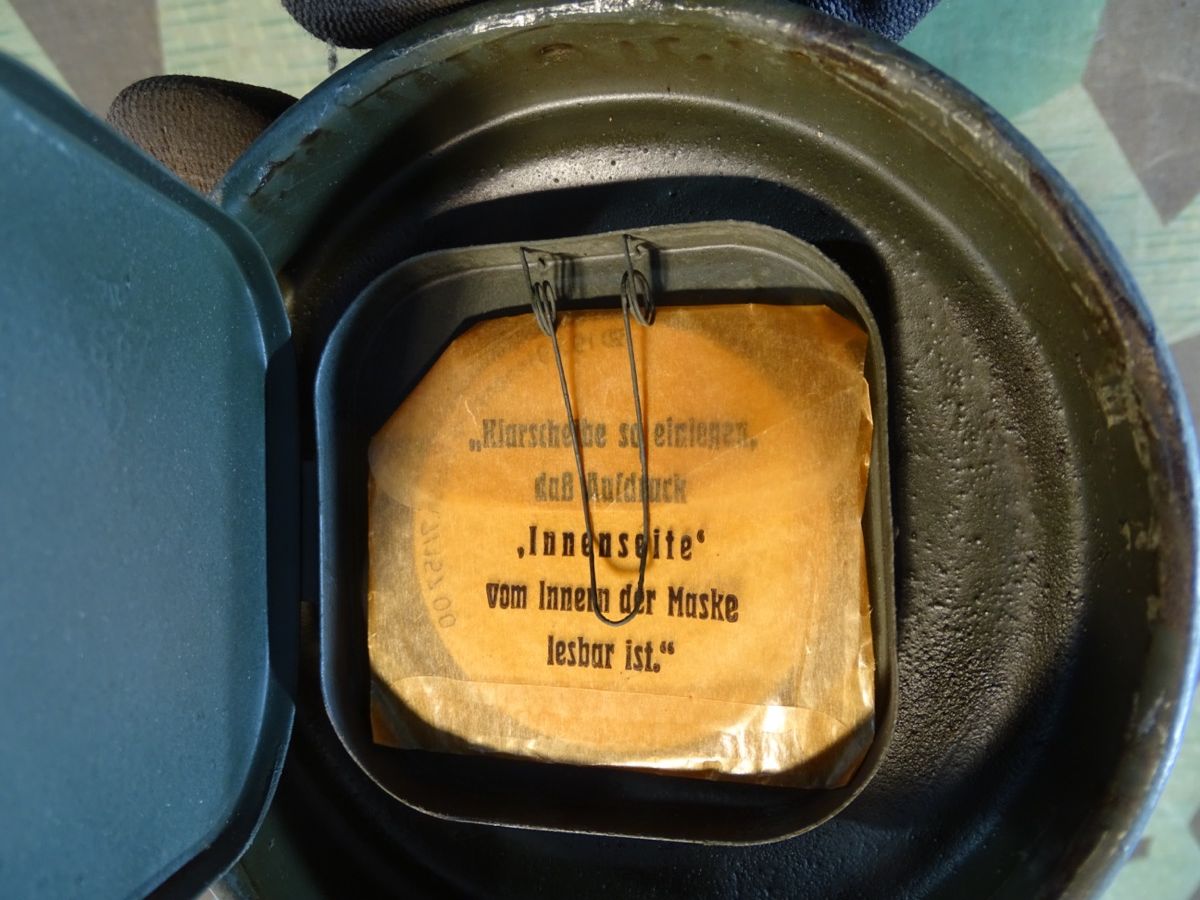 „Klarscheibe so einlegen,
daß Aufdruck
‚Innenseite‘
vom Innern der Maske
lesbar ist.“